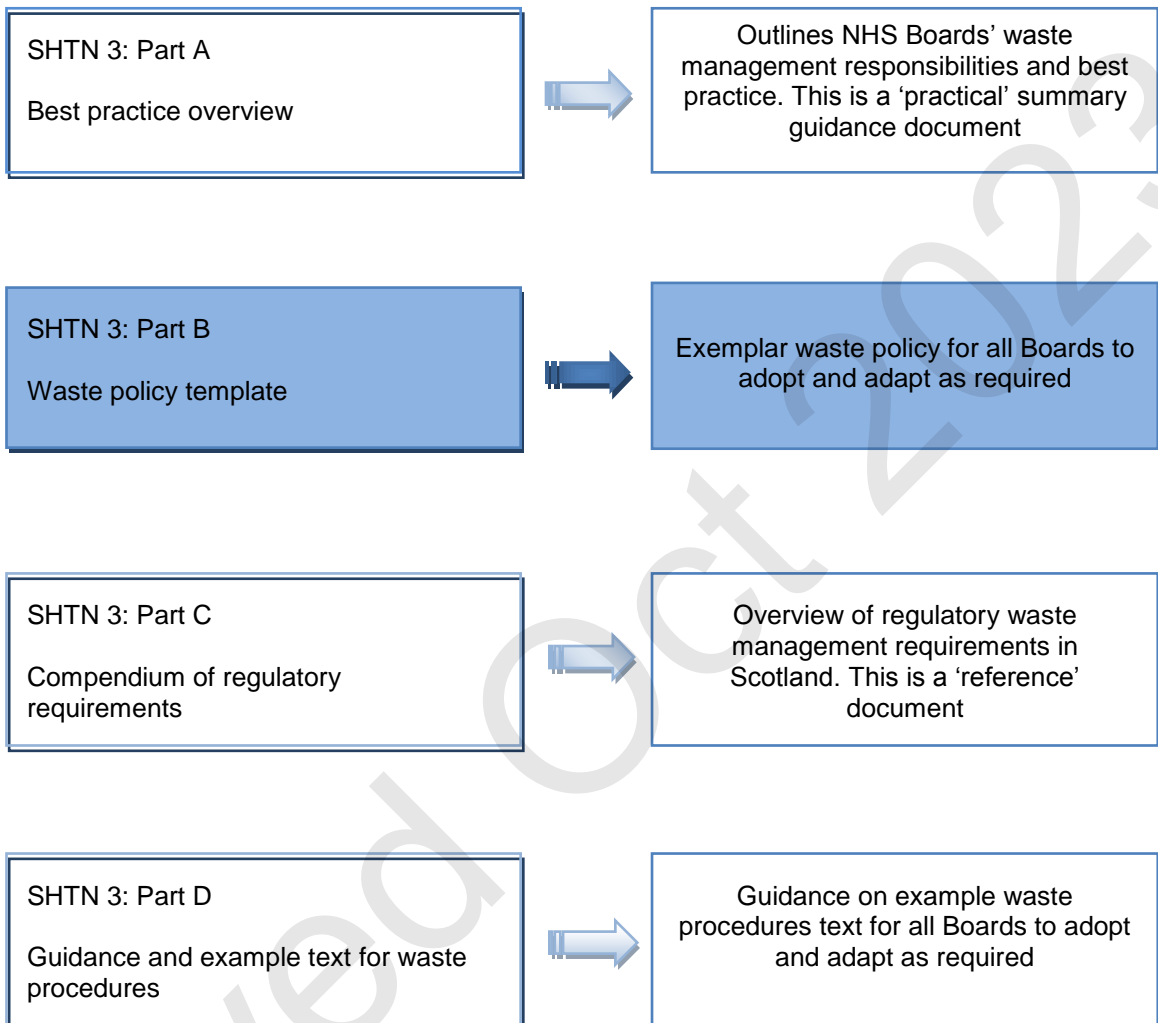 SHTN 3: Part A
Best practice overview
Outlines NHS Boards’ waste
management responsibilities and best
practice. This is a ‘practical’ summary
guidance document
SHTN 3: Part B
Waste policy template
Exemplar waste policy for all Boards to
adopt and adapt as required
SHTN 3: Part C
Compendium of regulatory
requirements
Overview of regulatory waste
management requirements in
Scotland. This is a ‘reference’
document
SHTN 3: Part D
Guidance and example text for waste
procedures
Guidance on example waste
procedures text for all Boards to adopt
and adapt as required
Oct